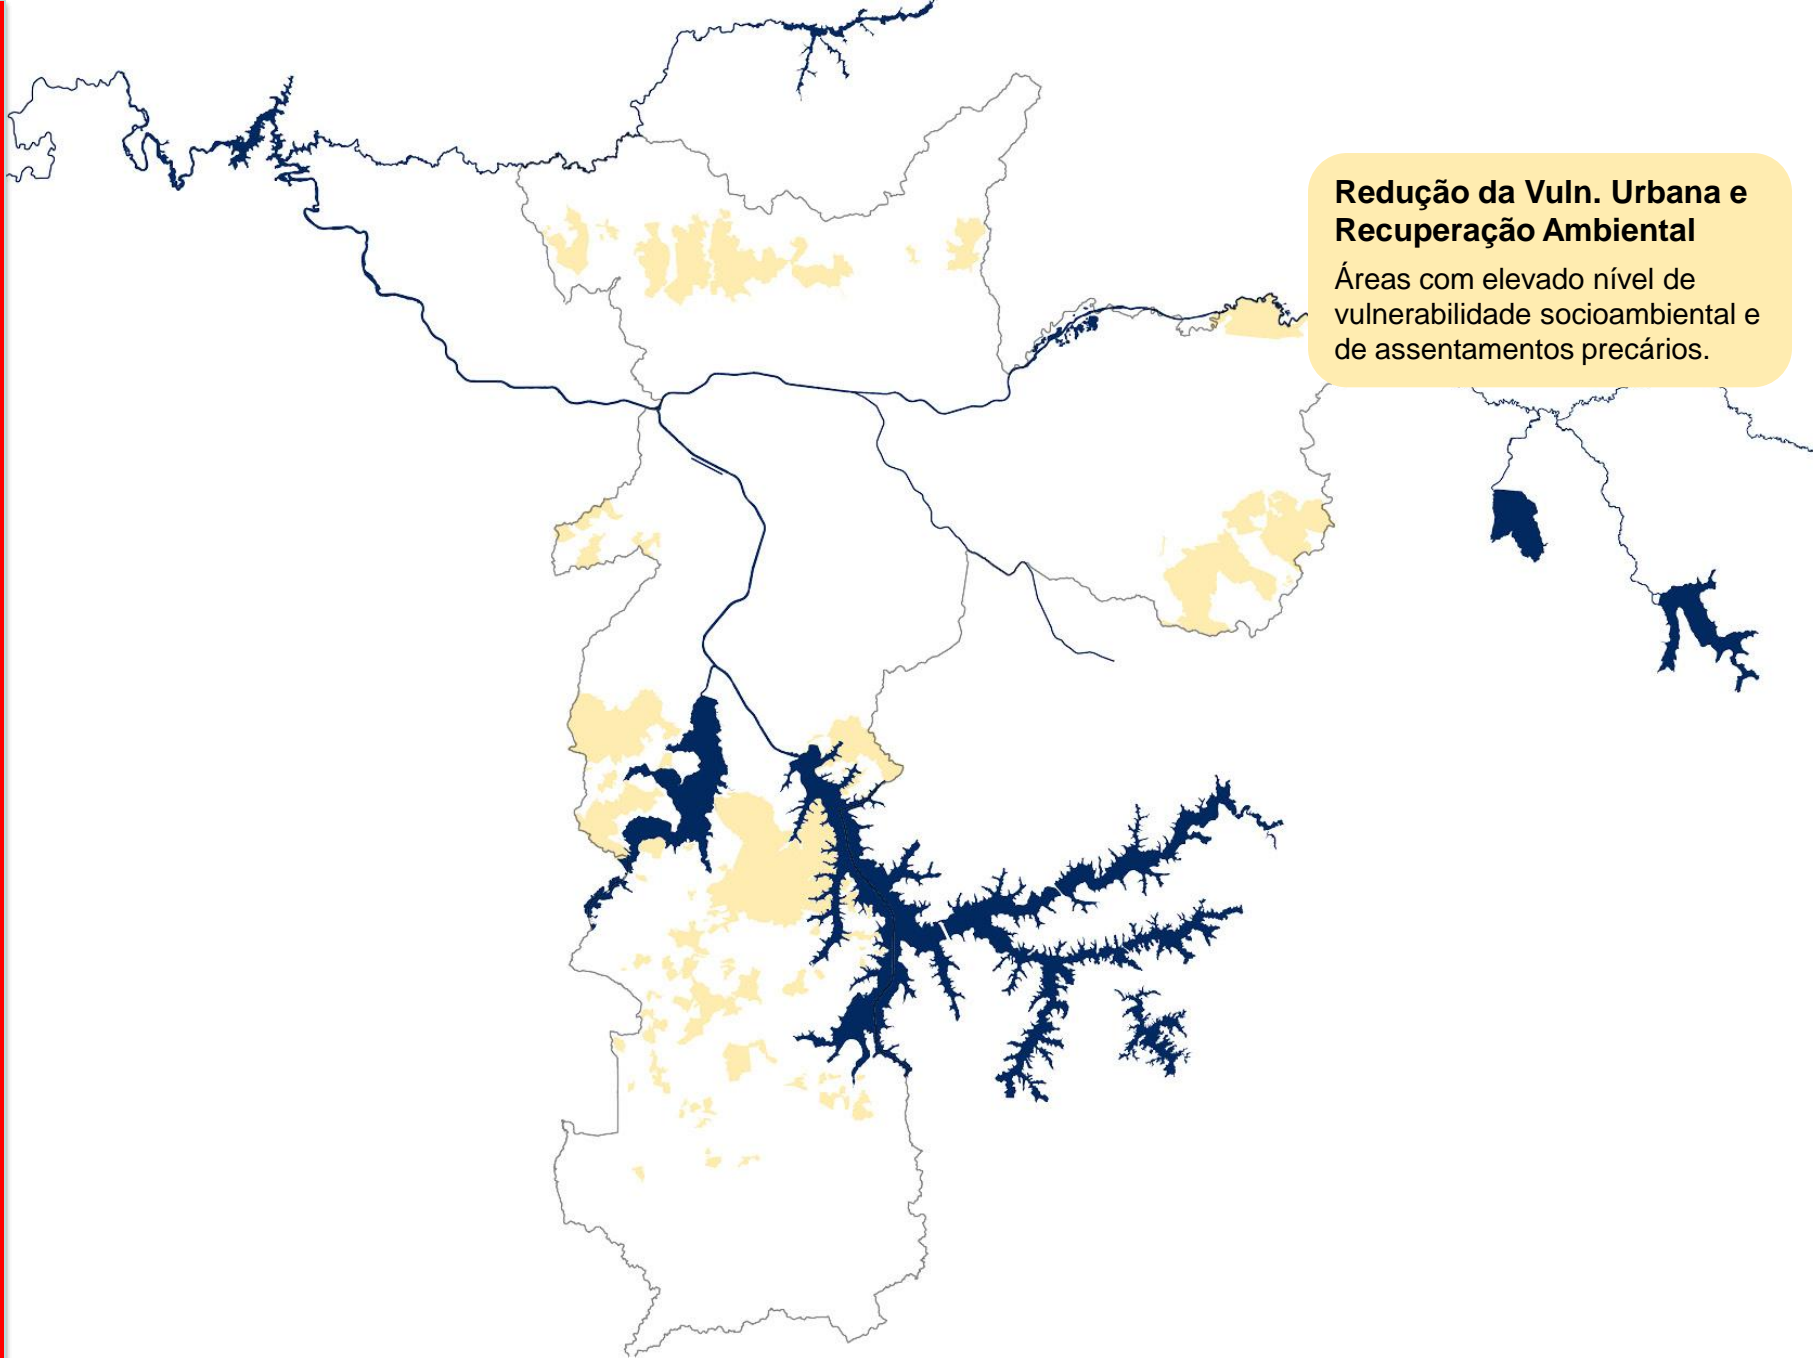 Redução da Vuln. Urbana e
Recuperação Ambiental
Áreas com elevado nível de
vulnerabilidade socioambiental e
de assentamentos precários.